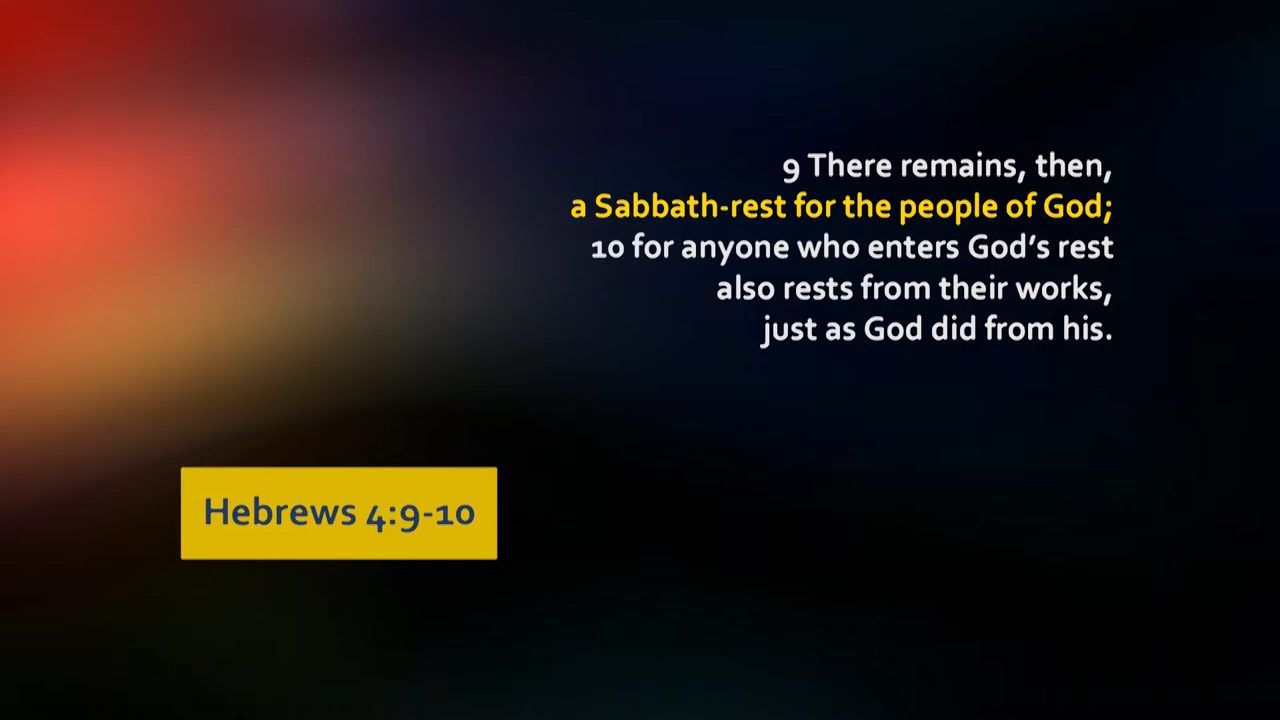 9 There remains, then,
a Sabbath-rest for the people of God;
10 for anyone who enters God’s rest
also rests from their works,
just as God did from his.
Hebrews 4:9-10